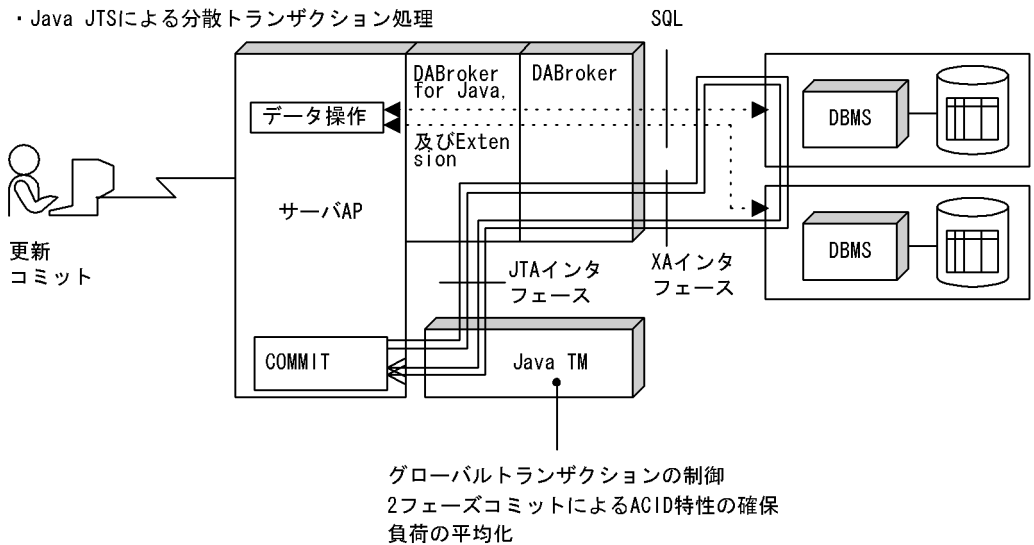 ・Java JTSによる分散トランザクション処理
SQL
DABroker
for Java,
及びExten
sion
DABroker
データ操作
DBMS
サーバAP
DBMS
更新
コミット
JTAインタ
フェース
XAインタ
フェース
COMMIT
Java TM
グローバルトランザクションの制御
2フェーズコミットによるACID特性の確保
負荷の平均化